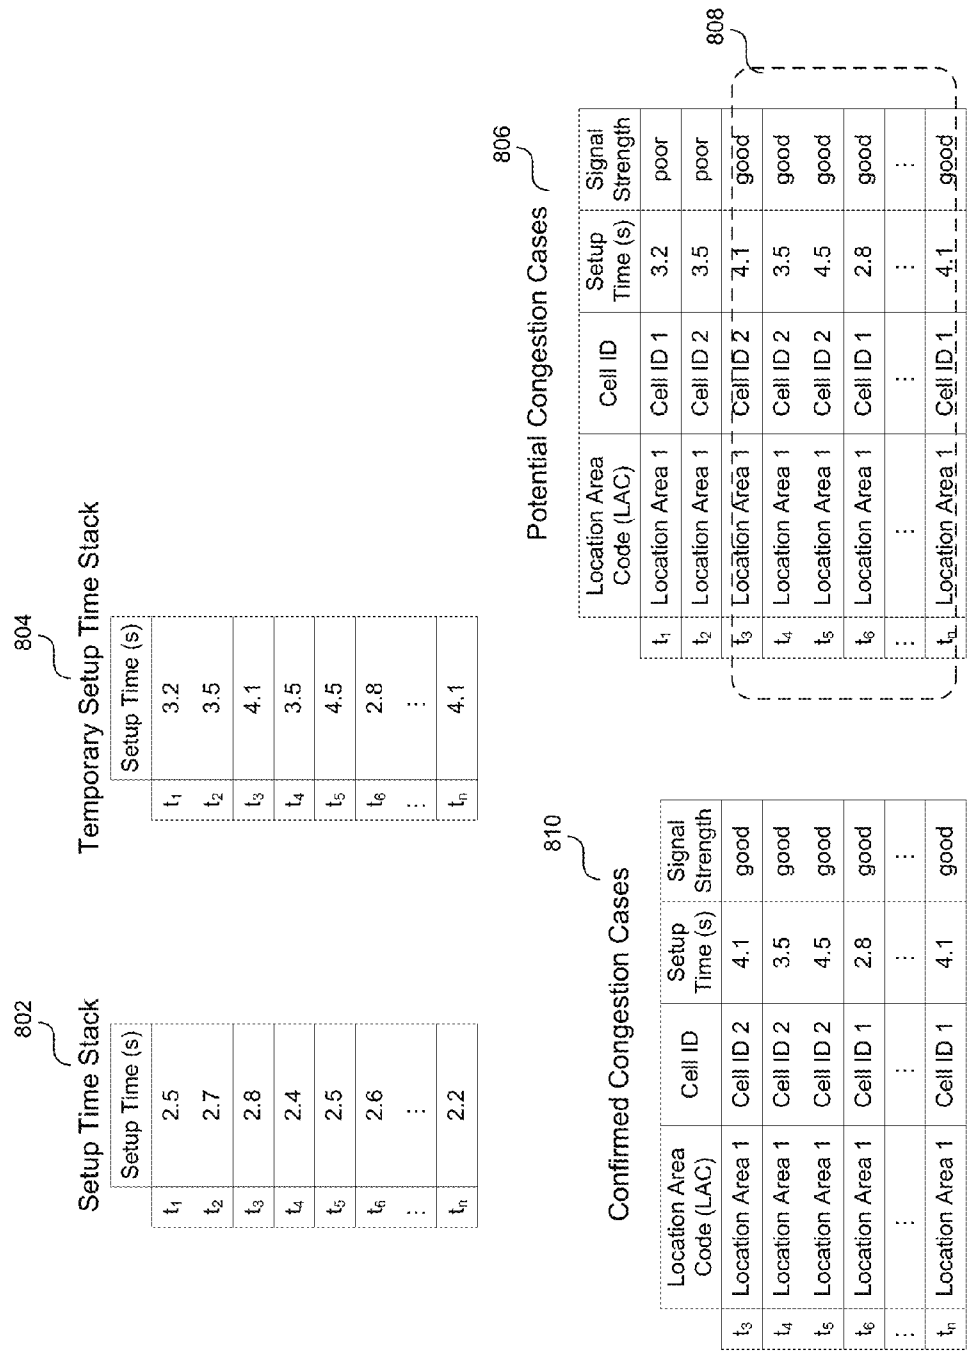 802
Setup Time Stack
Setup Time (s)
t1 2.5
t2 2.7
t3 2.8
t4 2.4
t5 2.5
t6 2.6
⋮ ⋮
tn 2.2
804
Temporary Setup Time Stack
Setup Time (s)
t1 3.2
t2 3.5
t3 4.1
t4 3.5
t5 4.5
t6 2.8
⋮ ⋮
tn 4.1
810
Confirmed Congestion Cases
Location Area Code (LAC) Cell ID Setup Time (s) Signal Strength
t3 Location Area 1 Cell ID 2 4.1 good
t4 Location Area 1 Cell ID 2 3.5 good
t5 Location Area 1 Cell ID 2 4.5 good
t6 Location Area 1 Cell ID 1 2.8 good
⋮ ⋮ ⋮ ⋮ ⋮
tn Location Area 1 Cell ID 1 4.1 good
806
Potential Congestion Cases
Location Area Code (LAC) Cell ID Setup Time (s) Signal Strength
t1 Location Area 1 Cell ID 1 3.2 poor
t2 Location Area 1 Cell ID 2 3.5 poor
t3 Location Area 1 Cell ID 2 4.1 good
t4 Location Area 1 Cell ID 2 3.5 good
t5 Location Area 1 Cell ID 2 4.5 good
t6 Location Area 1 Cell ID 1 2.8 good
⋮ ⋮ ⋮ ⋮ ⋮
tn Location Area 1 Cell ID 1 4.1 good
808